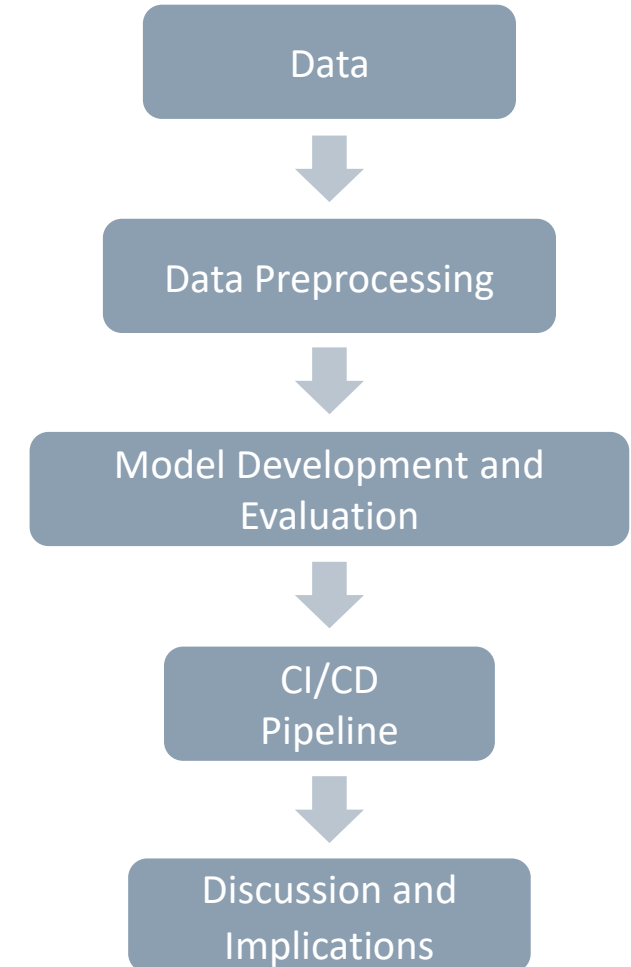 Data
Data Preprocessing
Model Development and
Evaluation
CI/CD
Pipeline
Discussion and
Implications